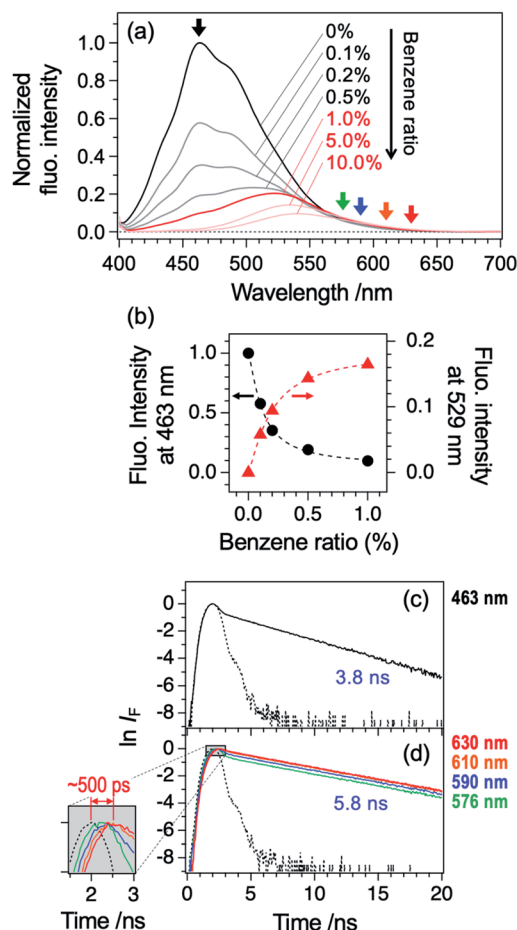 (a)
Normalized
fluo. intensity
1.0
0.8
0.6
0.4
0.2
0.0
0%
0.1%
0.2%
0.5%
1.0%
5.0%
10.0%
Benzene ratio
400 450 500 550 600 650 700
Wavelength /nm
(b)
Fluo. Intensity
at 463 nm
1.0
0.5
0.0
0.2
0.1
0.0
Fluo. intensity
at 529 nm
0.0 0.5 1.0
Benzene ratio (%)
ln IF
0
-2
-4
-6
-8
(c)
463 nm
3.8 ns
0
-2
-4
-6
-8
(d)
630 nm
610 nm
590 nm
576 nm
5.8 ns
~500 ps
2 3
Time /ns
0 5 10 15 20
Time /ns